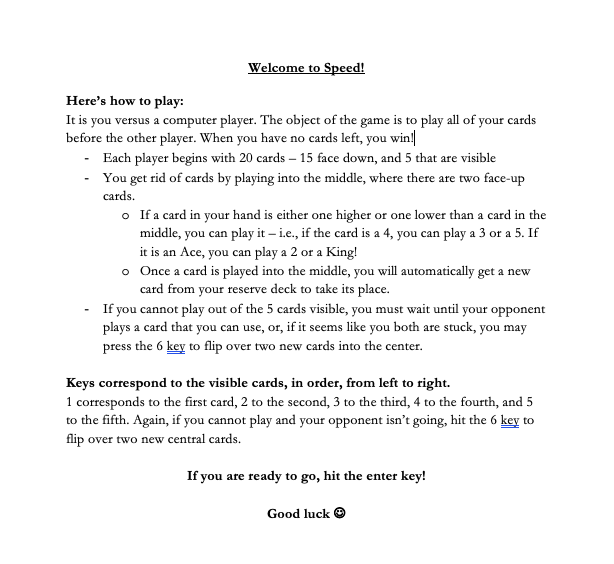 Welcome to Speed!
Here's how to play:
It is you versus a computer player. The object of the game is to play all of your cards
before the other player. When you have no cards left, you win!
- Each player begins with 20 cards – 15 face down, and 5 that are visible
- You get rid of cards by playing into the middle, where there are two face-up
cards.
o If a card in your hand is either one higher or one lower than a card in the
middle, you can play it – i.e., if the card is a 4, you can play a 3 or a 5. If
it is an Ace, you can play a 2 or a King!
o Once a card is played into the middle, you will automatically get a new
card from your reserve deck to take its place.
- If you cannot play out of the 5 cards visible, you must wait until your opponent
plays a card that you can use, or, if it seems like you both are stuck, you may
press the 6 key to flip over two new cards into the center.
Keys correspond to the visible cards, in order, from left to right.
1 corresponds to the first card, 2 to the second, 3 to the third, 4 to the fourth, and 5
to the fifth. Again, if you cannot play and your opponent isn't going, hit the 6 key to
flip over two new central cards.
If you are ready to go, hit the enter key!
Good luck ☺